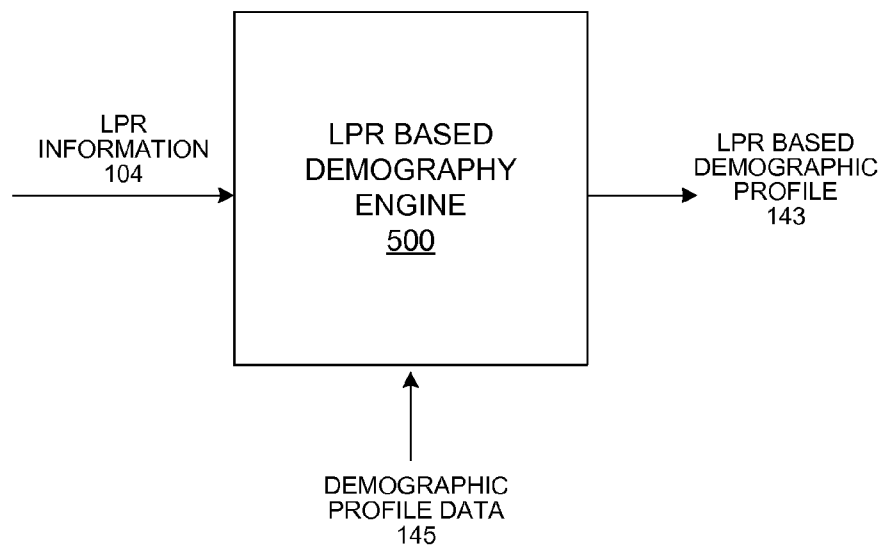 LPR
INFORMATION
104
LPR BASED
DEMOGRAPHY
ENGINE
500
LPR BASED
DEMOGRAPHIC
PROFILE
143
DEMOGRAPHIC
PROFILE DATA
145